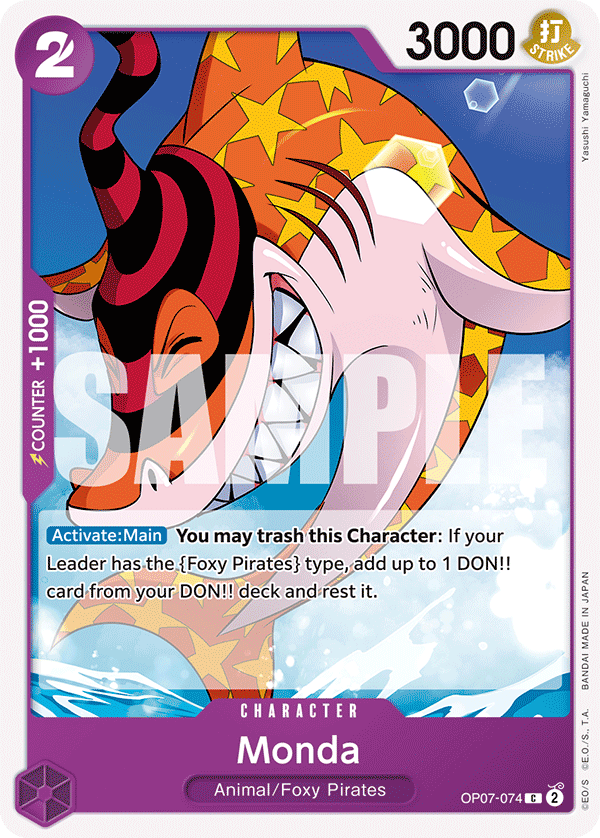 2
3000
打
STRIKE
Yasushi Yamaguchi
COUNTER +1000
SAMPLE
Activate:Main You may trash this Character: If your
Leader has the {Foxy Pirates} type, add up to 1 DON!!
card from your DON!! deck and rest it.
©EO/S ©E.O./S., T.A. BANDAI MADE IN JAPAN
CHARACTER
Monda
Animal/Foxy Pirates
OP07-074 C 2